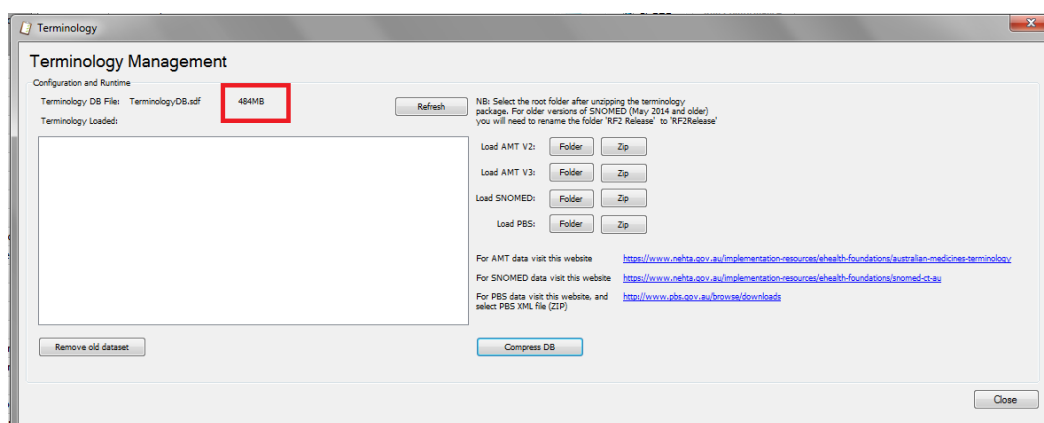 Terminology
Terminology Management
Configuration and Runtime
Terminology DB File: TerminologyDB.sdf 484MB
Refresh
Terminology Loaded:
NB: Select the root folder after unzipping the terminology
package. For older versions of SNOMED (May 2014 and older)
you will need to rename the folder 'RF2 Release' to 'RF2Release'
Load AMT V2: Folder Zip
Load AMT V3: Folder Zip
Load SNOMED: Folder Zip
Load PBS: Folder Zip
For AMT data visit this website https://www.nehta.gov.au/implementation-resources/ehealth-foundations/australian-medicines-terminology
For SNOMED data visit this website https://www.nehta.gov.au/implementation-resources/ehealth-foundations/snomed-ct-au
For PBS data visit this website, and http://www.pbs.gov.au/browse/downloads
select PBS XML file (ZIP)
Remove old dataset
Compress DB
Close